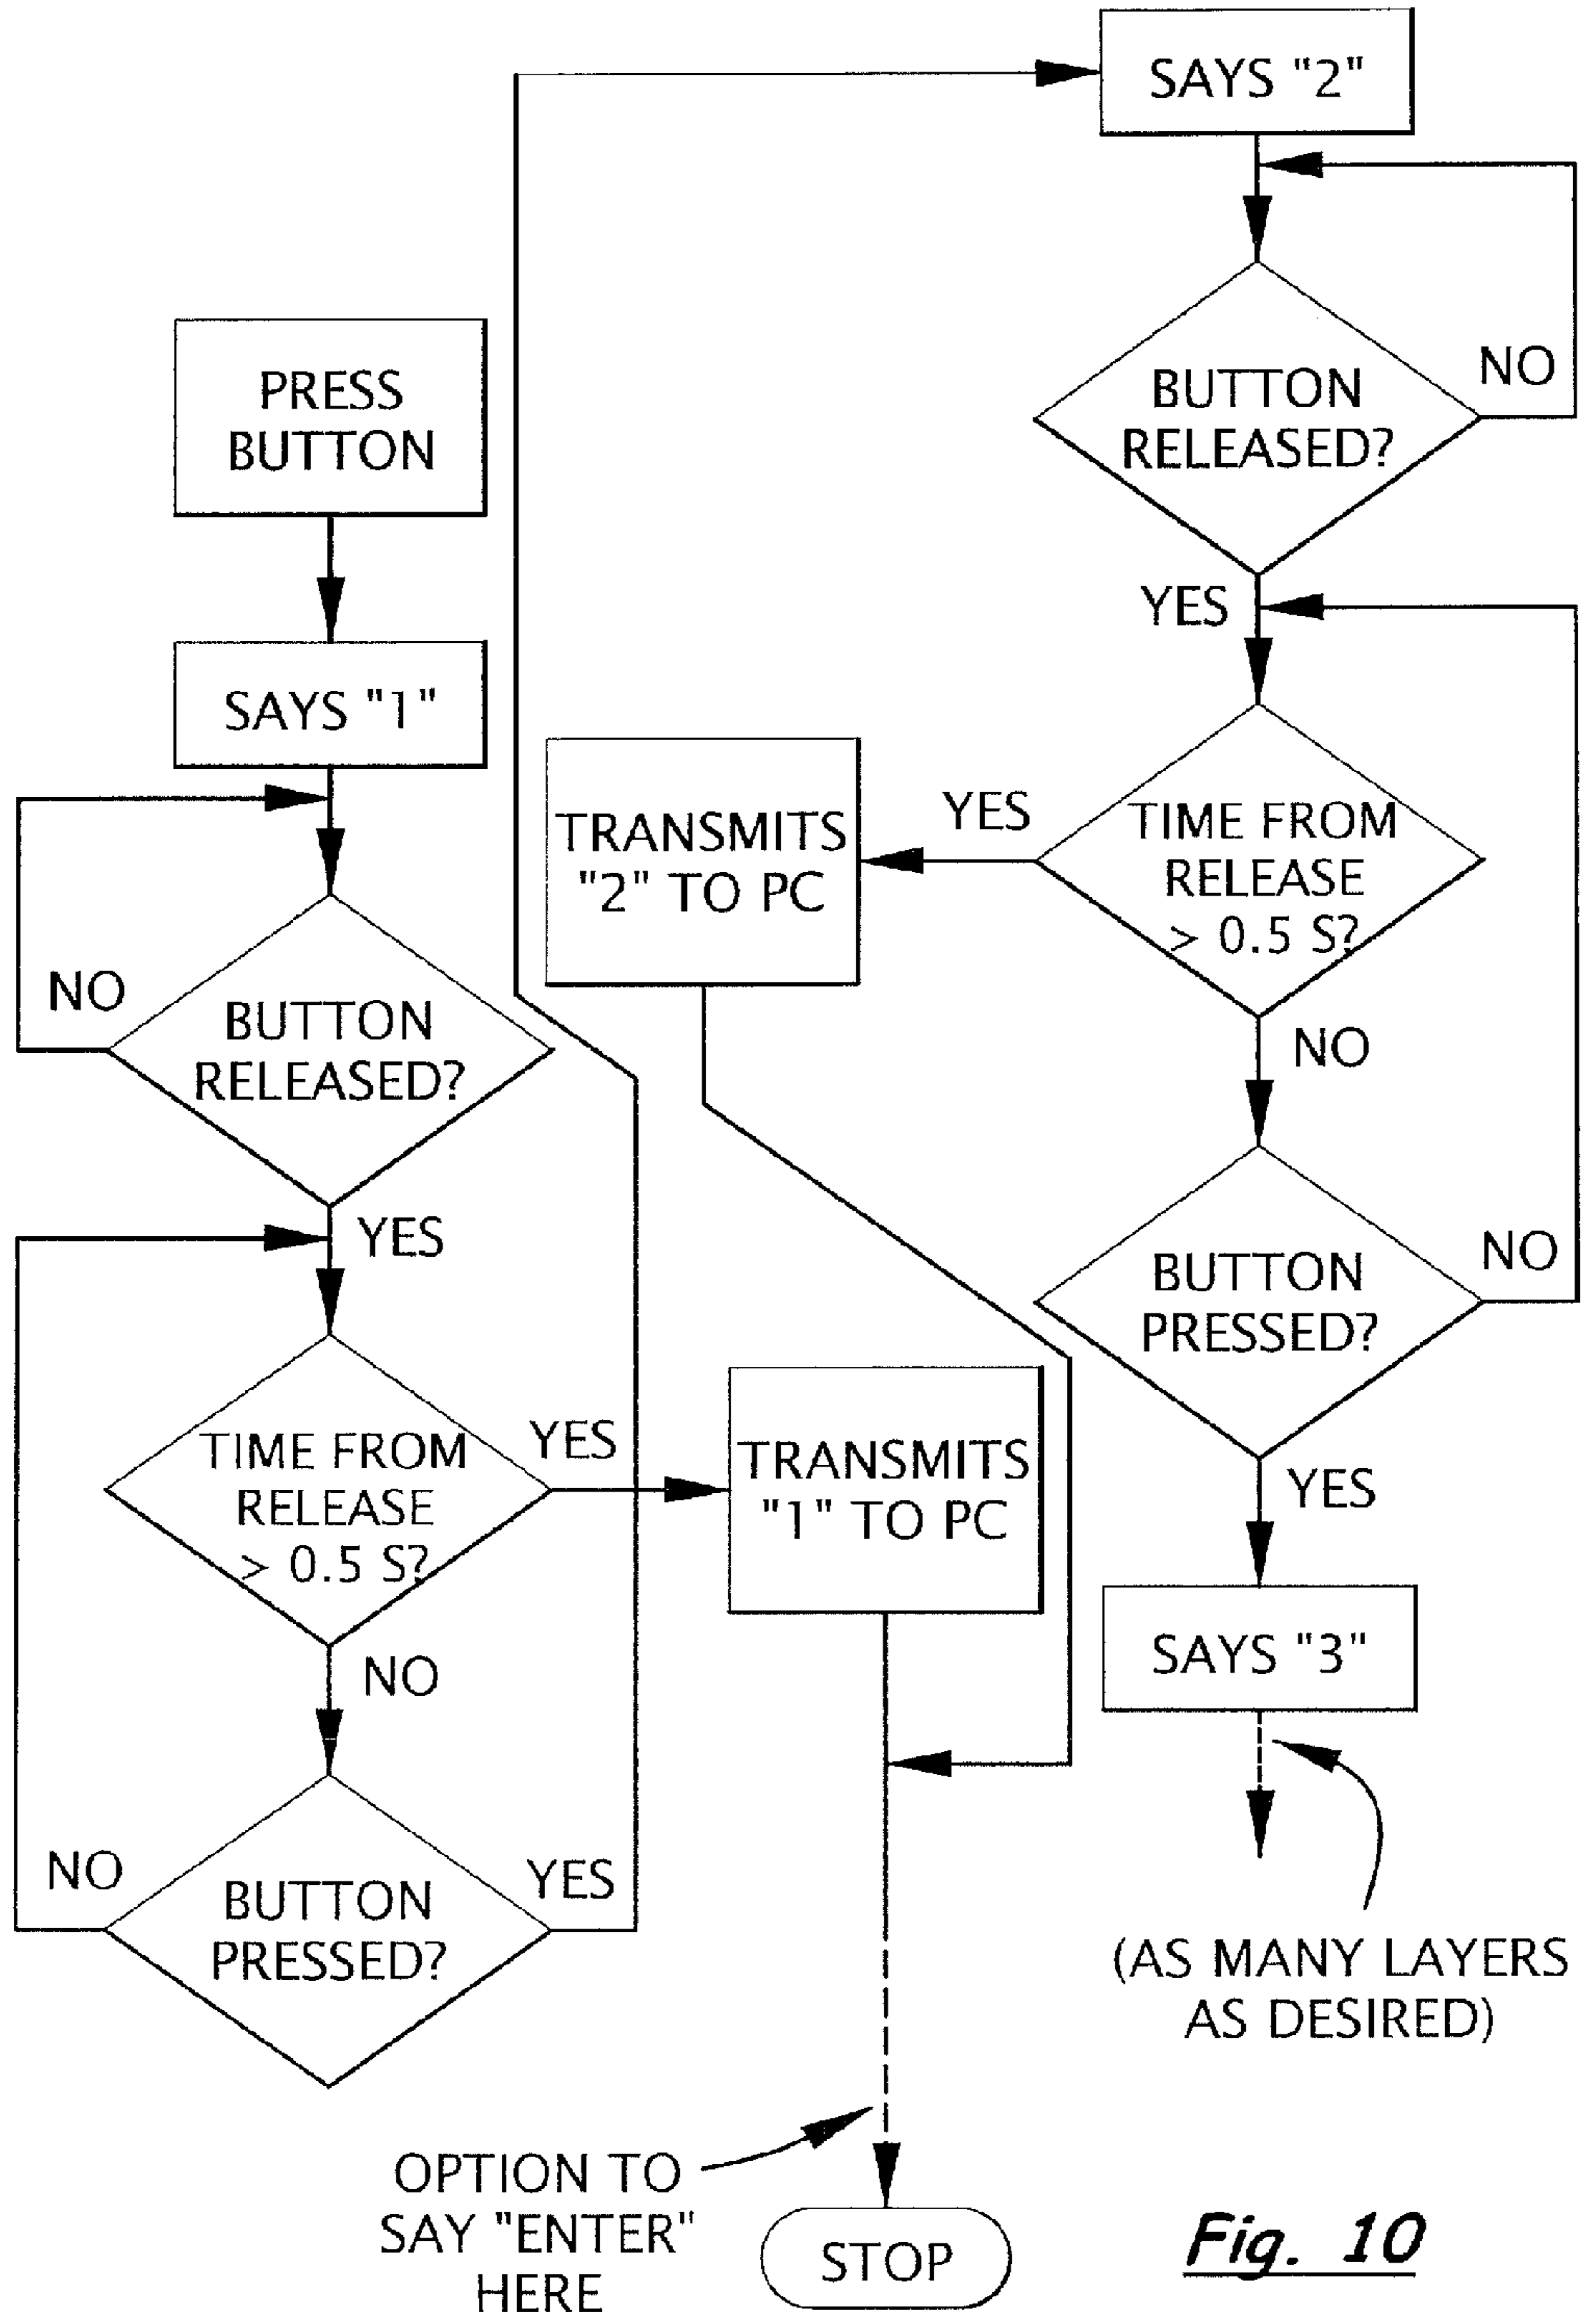 PRESS
BUTTON
SAYS "1"
NO
BUTTON
RELEASED?
YES
TIME FROM
RELEASE
> 0.5 S?
YES
TRANSMITS
"1" TO PC
NO
BUTTON
PRESSED?
NO
YES
SAYS "2"
BUTTON
RELEASED?
NO
YES
TIME FROM
RELEASE
> 0.5 S?
YES
TRANSMITS
"2" TO PC
NO
BUTTON
PRESSED?
NO
YES
SAYS "3"
(AS MANY LAYERS
AS DESIRED)
OPTION TO
SAY "ENTER"
HERE
STOP
Fig. 10